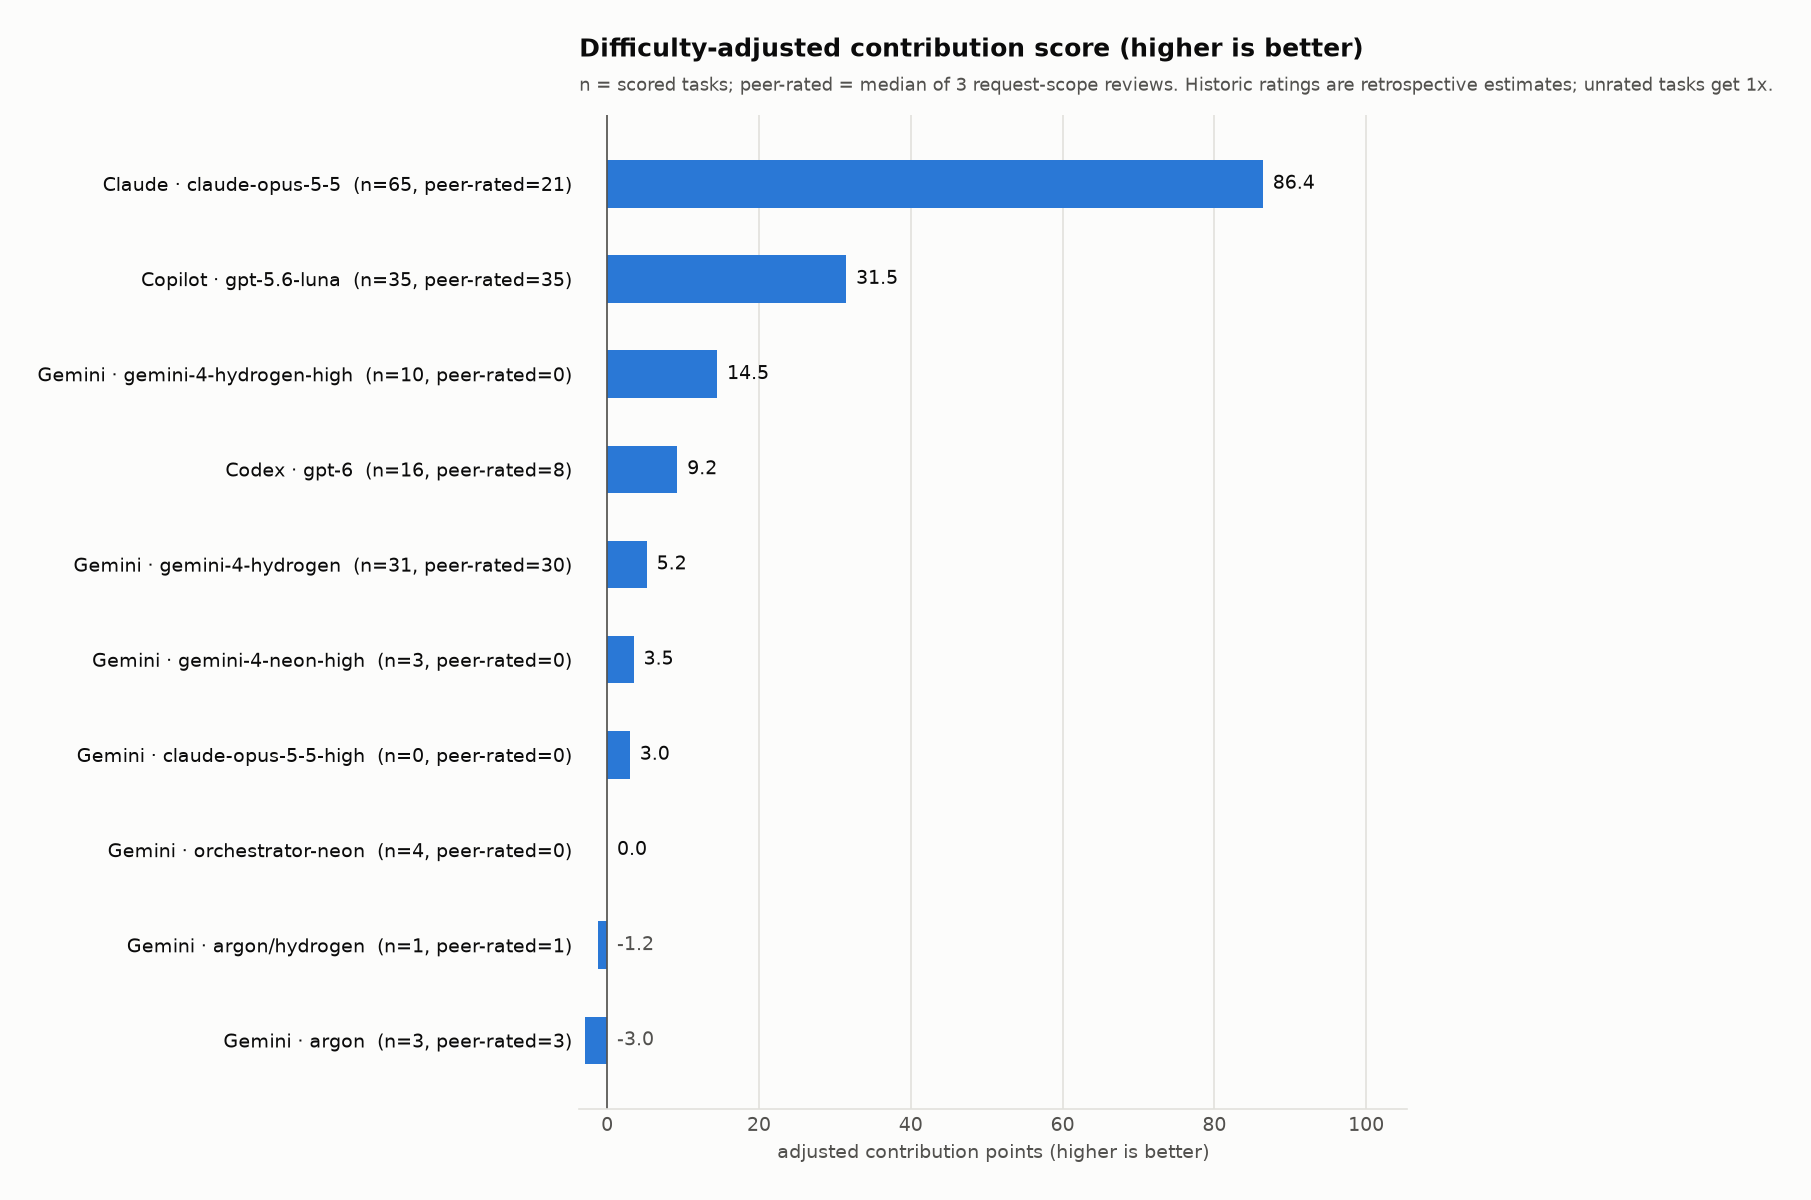 Difficulty-adjusted contribution score (higher is better)
n = scored tasks; peer-rated = median of 3 request-scope reviews. Historic ratings are retrospective estimates; unrated tasks get 1x.
Claude · claude-opus-5-5 (n=65, peer-rated=21) 86.4
Copilot · gpt-5.6-luna (n=35, peer-rated=35) 31.5
Gemini · gemini-4-hydrogen-high (n=10, peer-rated=0) 14.5
Codex · gpt-6 (n=16, peer-rated=8) 9.2
Gemini · gemini-4-hydrogen (n=31, peer-rated=30) 5.2
Gemini · gemini-4-neon-high (n=3, peer-rated=0) 3.5
Gemini · claude-opus-5-5-high (n=0, peer-rated=0) 3.0
Gemini · orchestrator-neon (n=4, peer-rated=0) 0.0
Gemini · argon/hydrogen (n=1, peer-rated=1) -1.2
Gemini · argon (n=3, peer-rated=3) -3.0
0 20 40 60 80 100
adjusted contribution points (higher is better)